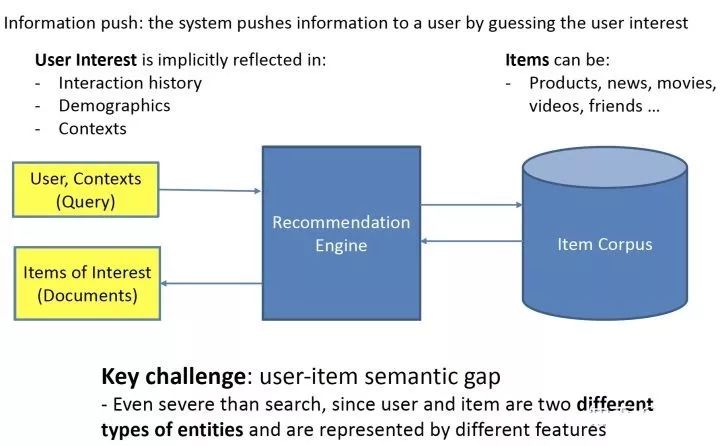 Information push: the system pushes information to a user by guessing the user interest
User Interest is implicitly reflected in:
- Interaction history
- Demographics
- Contexts
Items can be:
- Products, news, movies,
videos, friends ...
User, Contexts
(Query)
Items of Interest
(Documents)
Recommendation
Engine
Item Corpus
Key challenge: user-item semantic gap
- Even severe than search, since user and item are two different
types of entities and are represented by different features